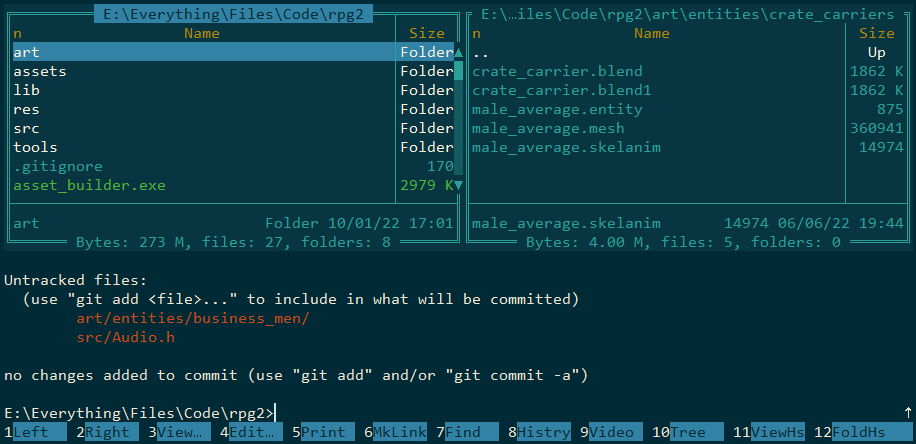 E:\Everything\Files\Code\rpg2
n Name Size
art Folder
assets Folder
lib Folder
res Folder
src Folder
tools Folder
.gitignore 170
asset_builder.exe 2979 K
art Folder 10/01/22 17:01
Bytes: 273 M, files: 27, folders: 8
E:\…iles\Code\rpg2\art\entities\crate_carriers
n Name Size
.. Up
crate_carrier.blend 1862 K
crate_carrier.blend1 1862 K
male_average.entity 875
male_average.mesh 360941
male_average.skelanim 14974
male_average.skelanim 14974 06/06/22 19:44
Bytes: 4.00 M, files: 5, folders: 0
Untracked files:
(use "git add <file>..." to include in what will be committed)
art/entities/business_men/
src/Audio.h
no changes added to commit (use "git add" and/or "git commit -a")
E:\Everything\Files\Code\rpg2>
1Left 2Right 3View… 4Edit… 5Print 6MkLink 7Find 8Histry 9Video 10Tree 11ViewHs 12FoldHs